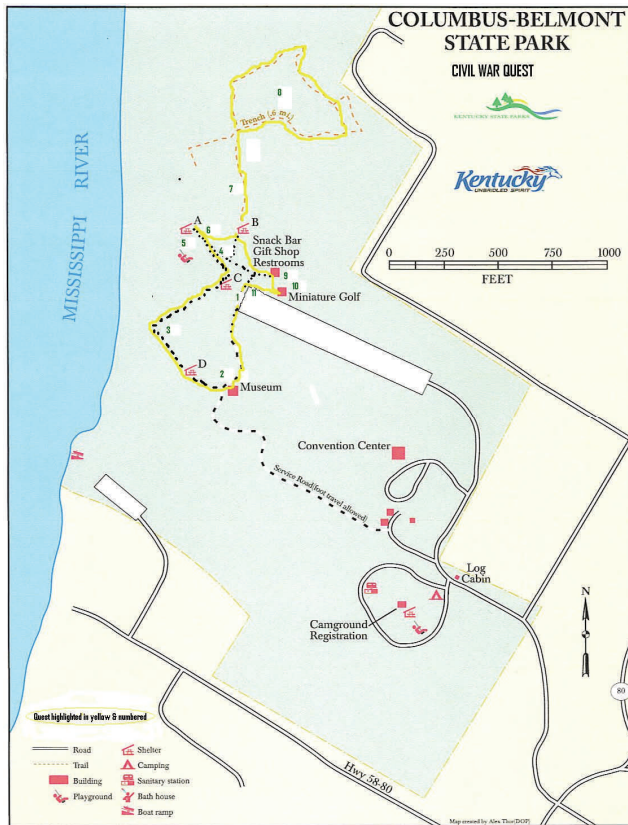 COLUMBUS-BELMONT
STATE PARK
CIVIL WAR QUEST
KENTUCKY STATE PARKS
Kentucky
UNBRIDLED SPIRIT
0 250 500 750 1000
FEET
MISSISSIPPI RIVER
8
Trench (.6 mi.)
7
A
B
6
5
4
Snack Bar
Gift Shop
Restrooms
9
10
C
11
1
Miniature Golf
3
D
2
Museum
Convention Center
Service Road(foot travel allowed)
Log
Cabin
Camground
Registration
N
80
Hwy 58-80
Quest highlighted in yellow & numbered
Road
Trail
Building
Playground
Shelter
Camping
Sanitary station
Bath house
Boat ramp
Map created by Alex Thor(DOP)